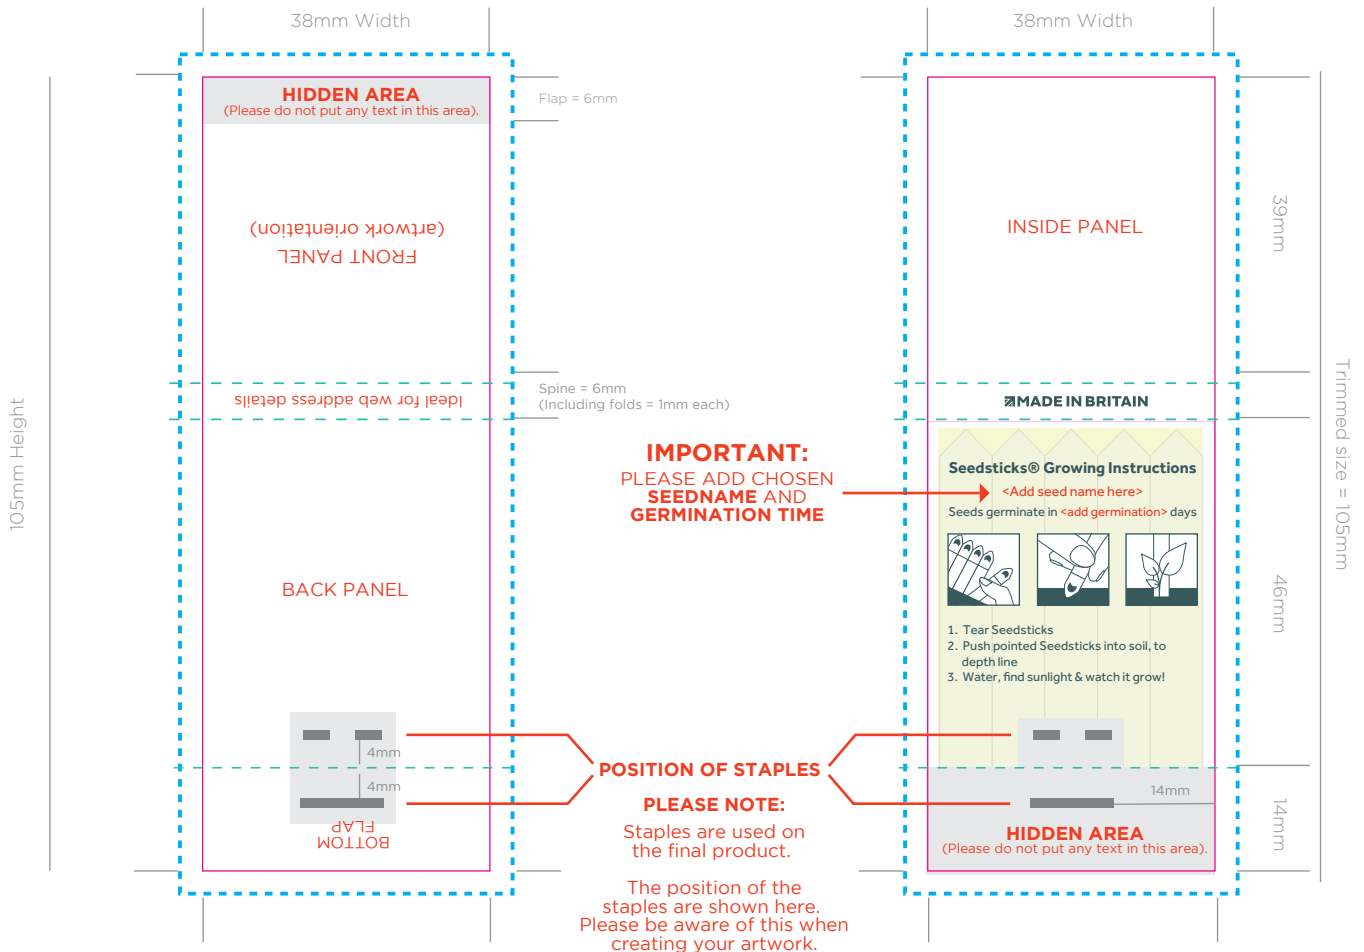 38mm Width
38mm Width
HIDDEN AREA
(Please do not put any text in this area).
Flap = 6mm
FRONT PANEL
(artwork orientation)
INSIDE PANEL
39mm
Spine = 6mm
(Including folds = 1mm each)
Ideal for web address details
MADE IN BRITAIN
105mm Height
Trimmed size = 105mm
IMPORTANT:
PLEASE ADD CHOSEN
SEEDNAME AND
GERMINATION TIME
Seedsticks® Growing Instructions
<Add seed name here>
Seeds germinate in <add germination> days
BACK PANEL
46mm
1. Tear Seedsticks
2. Push pointed Seedsticks into soil, to
depth line
3. Water, find sunlight & watch it grow!
4mm
4mm
POSITION OF STAPLES
14mm
14mm
BOTTOM
FLAP
PLEASE NOTE:
Staples are used on
the final product.
The position of the
staples are shown here.
Please be aware of this when
creating your artwork.
HIDDEN AREA
(Please do not put any text in this area).